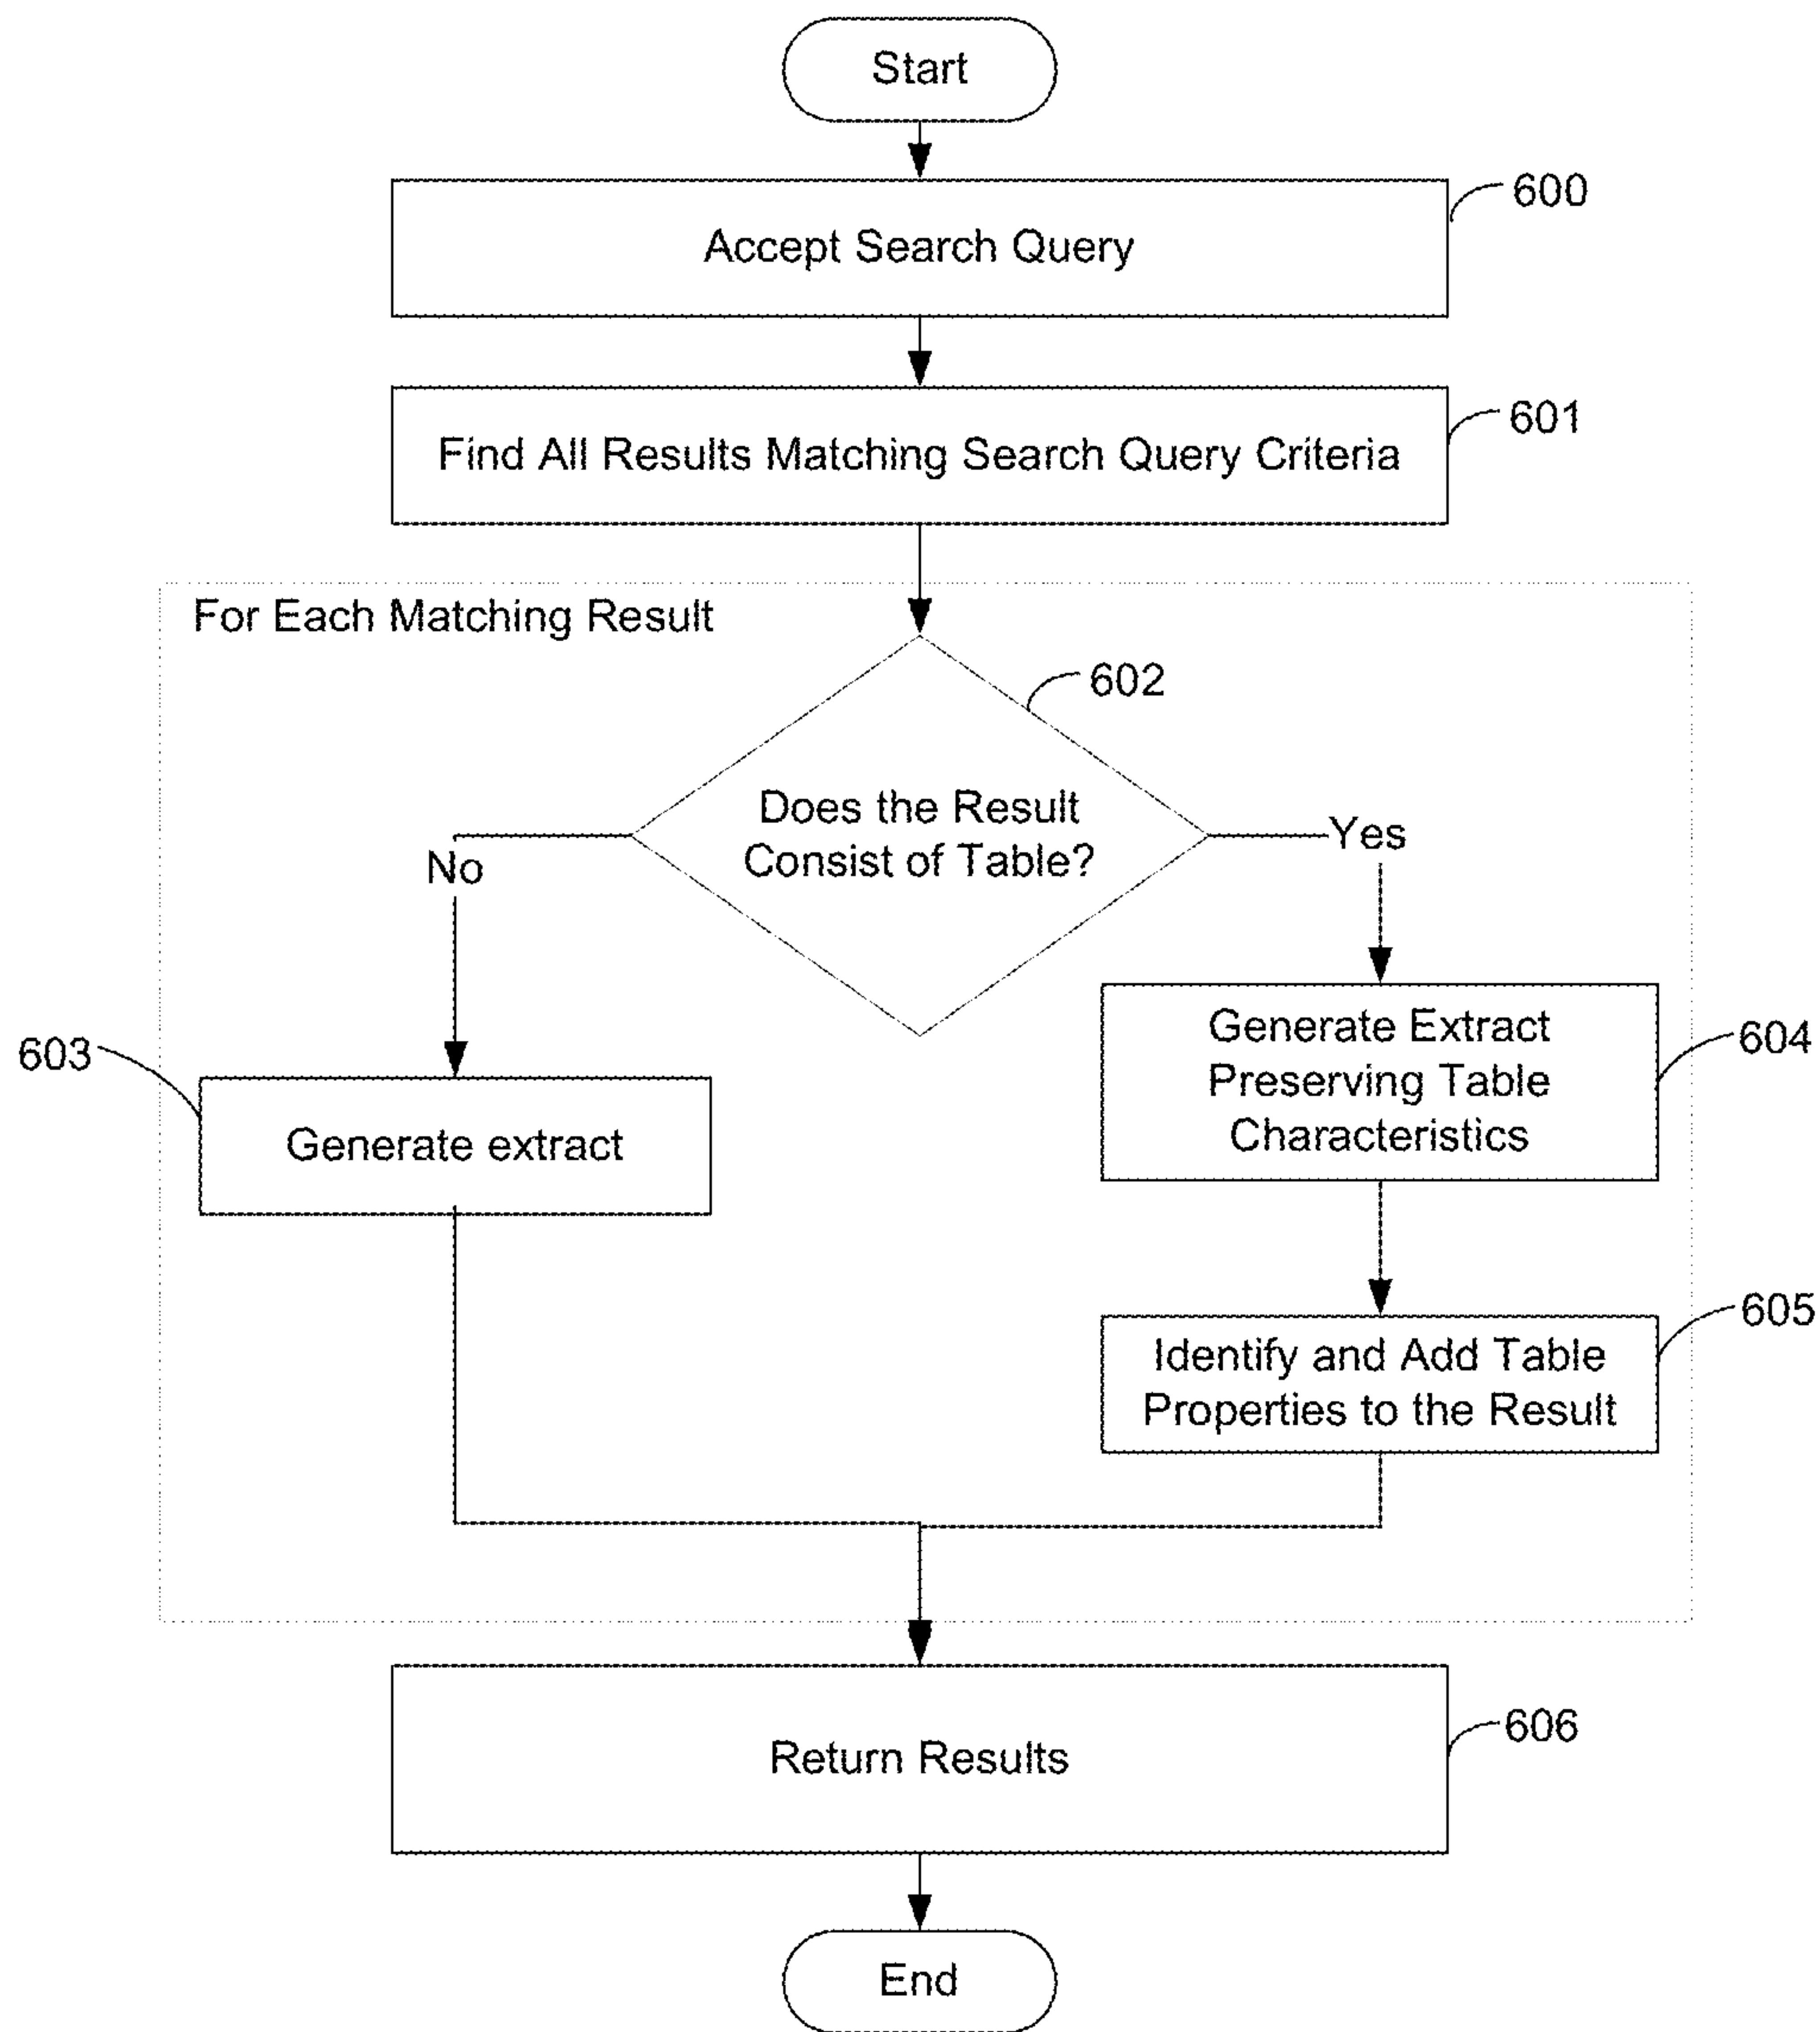 Start
600
Accept Search Query
601
Find All Results Matching Search Query Criteria
For Each Matching Result
602
Does the Result
Consist of Table?
No
Yes
603
Generate extract
604
Generate Extract
Preserving Table
Characteristics
605
Identify and Add Table
Properties to the Result
606
Return Results
End